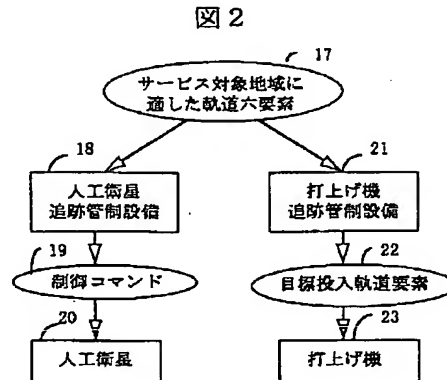 図２
17
サービス対象地域に
適した軌道六要素
18
21
人工衛星
追跡管制設備
打上げ機
追跡管制設備
19
22
制御コマンド
目標投入軌道要素
20
23
人工衛星
打上げ機